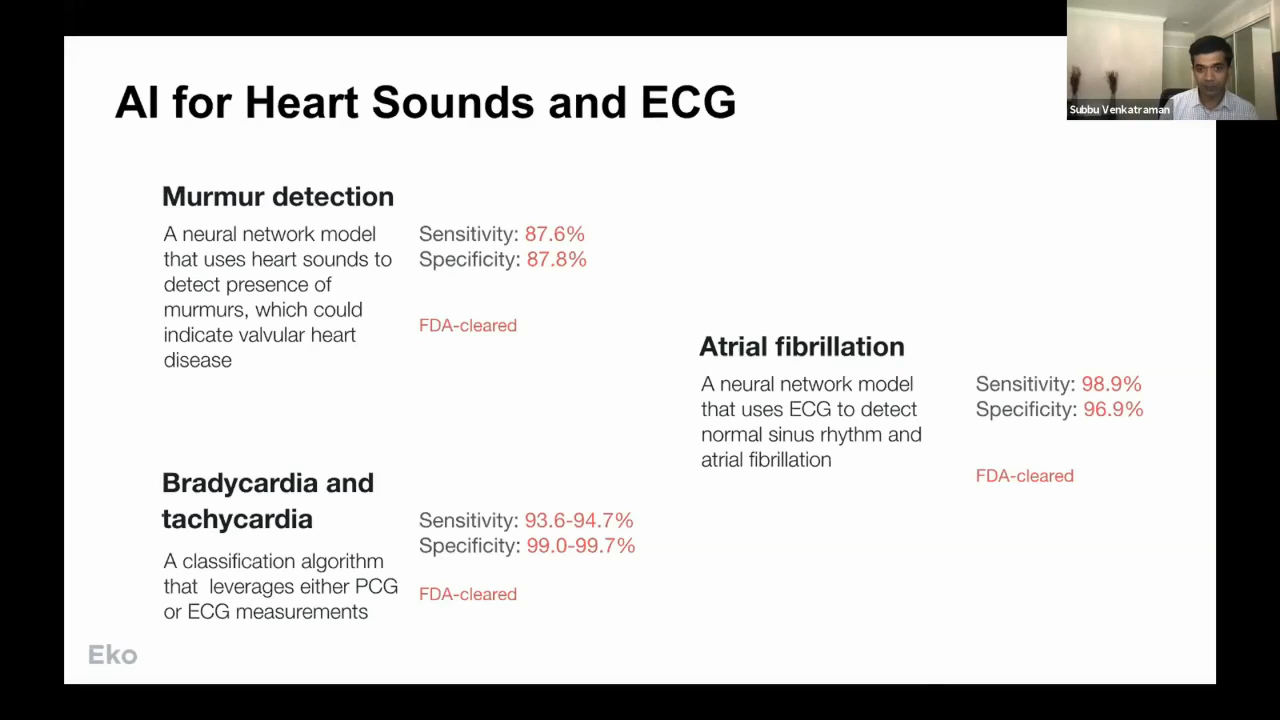 AI for Heart Sounds and ECG
Subbu Venkatraman
Murmur detection
A neural network model
that uses heart sounds to
detect presence of
murmurs, which could
indicate valvular heart
disease
Sensitivity: 87.6%
Specificity: 87.8%
FDA-cleared
Atrial fibrillation
A neural network model
that uses ECG to detect
normal sinus rhythm and
atrial fibrillation
Sensitivity: 98.9%
Specificity: 96.9%
FDA-cleared
Bradycardia and
tachycardia
A classification algorithm
that leverages either PCG
or ECG measurements
Sensitivity: 93.6-94.7%
Specificity: 99.0-99.7%
FDA-cleared
Eko